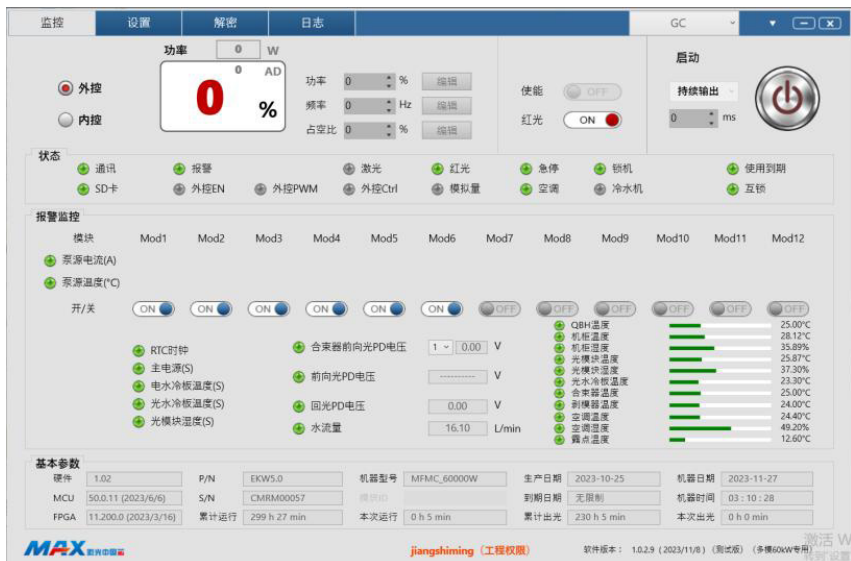 监控 设置 解密 日志 GC
功率 0 W
外控 0 AD 0 %
内控
功率 0 % 编辑
频率 0 Hz 编辑
占空比 0 % 编辑
使能 OFF
红光 ON
启动
持续输出
0 ms
状态
通讯 报警 激光 红光 急停 锁机 使用到期
SD卡 外控EN 外控PWM 外控Ctrl 模拟量 空调 冷水机 互锁
报警监控
模块 Mod1 Mod2 Mod3 Mod4 Mod5 Mod6 Mod7 Mod8 Mod9 Mod10 Mod11 Mod12
泵源电流(A)
泵源温度(°C)
开/关 ON ON ON ON ON ON OFF OFF OFF OFF OFF OFF
RTC时钟
主电源(S)
电水冷板温度(S)
光水冷板温度(S)
光模块湿度(S)
合束器前向光PD电压 1 0.00 V
前向光PD电压 ---------- V
回光PD电压 0.00 V
水流量 16.10 L/min
QBH温度 25.00°C
机柜温度 28.12°C
机柜湿度 35.89%
光模块温度 25.87°C
光模块湿度 37.30%
光水冷板温度 23.30°C
合束器温度 25.00°C
剥模器温度 24.00°C
空调温度 24.40°C
空调湿度 49.20%
露点温度 12.60°C
基本参数
硬件 1.02 P/N EKW5.0 机器型号 MFMC_60000W 生产日期 2023-10-25 机器日期 2023-11-27
MCU 50.0.11 (2023/6/6) S/N CMRM00057 到期日期 无限制 机器时间 03:10:28
FPGA 11.200.0 (2023/3/16) 累计运行 299 h 27 min 本次运行 0 h 5 min 累计出光 230 h 5 min 本次出光 0 h 0 min
MAX 激光中国芯 jiangshiming（工程权限） 软件版本： 1.0.2.9（2023/11/8）（测试版）（多模60kW专用）
激活 W
转到"设置